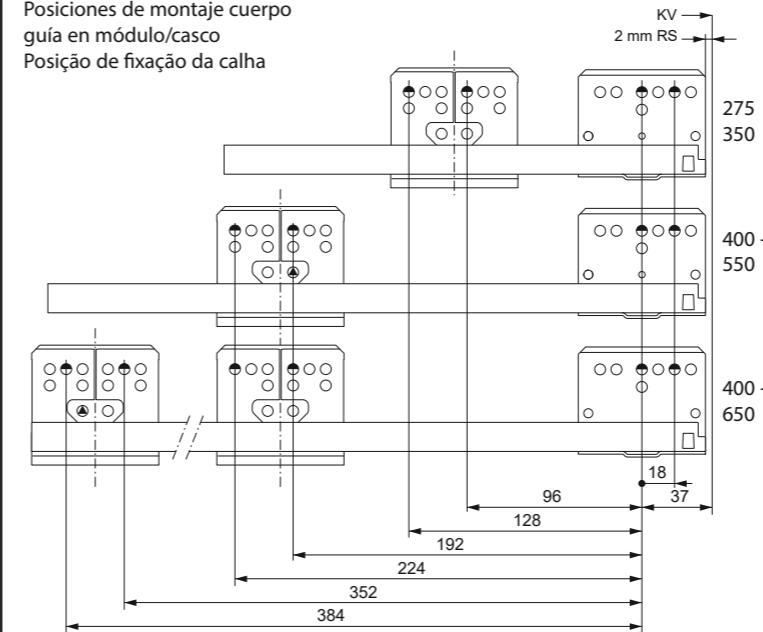 Posiciones de montaje cuerpo
guía en módulo/casco
Posição de fixação da calha
KV
2 mm RS
275
350
400 -
550
400 -
650
18
96
37
128
192
224
352
384